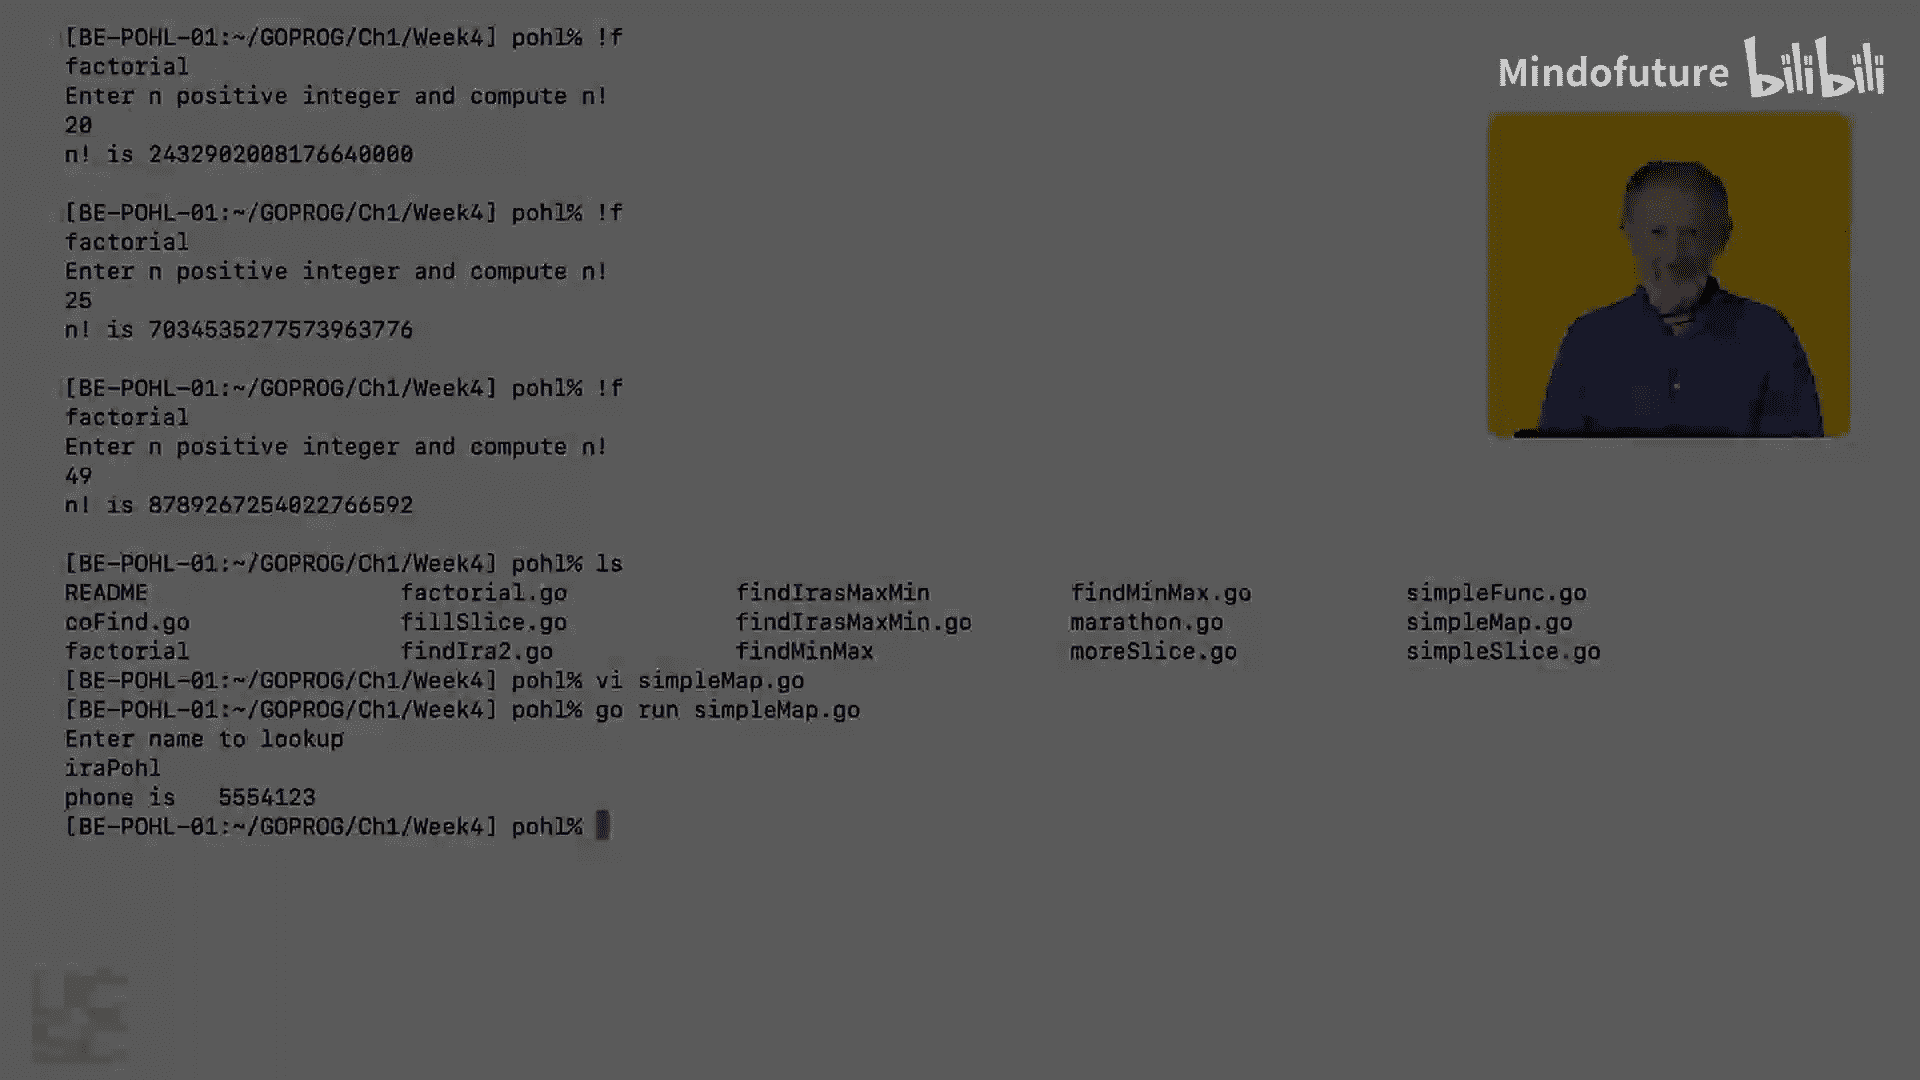 [BE-POHL-01:~/GOPROG/Ch1/Week4] pohl% !f
factorial
Enter n positive integer and compute n!
20
n! is 2432902008176640000
[BE-POHL-01:~/GOPROG/Ch1/Week4] pohl% !f
factorial
Enter n positive integer and compute n!
25
n! is 7034535277573963776
[BE-POHL-01:~/GOPROG/Ch1/Week4] pohl% !f
factorial
Enter n positive integer and compute n!
49
n! is 8789267254022766592
[BE-POHL-01:~/GOPROG/Ch1/Week4] pohl% ls
README factorial.go findIrasMaxMin findMinMax.go simpleFunc.go
coFind.go fillSlice.go findIrasMaxMin.go marathon.go simpleMap.go
factorial findIra2.go findMinMax moreSlice.go simpleSlice.go
[BE-POHL-01:~/GOPROG/Ch1/Week4] pohl% vi simpleMap.go
[BE-POHL-01:~/GOPROG/Ch1/Week4] pohl% go run simpleMap.go
Enter name to lookup
iraPohl
phone is 5554123
[BE-POHL-01:~/GOPROG/Ch1/Week4] pohl%
Mindofuture bilibili
UC
SC